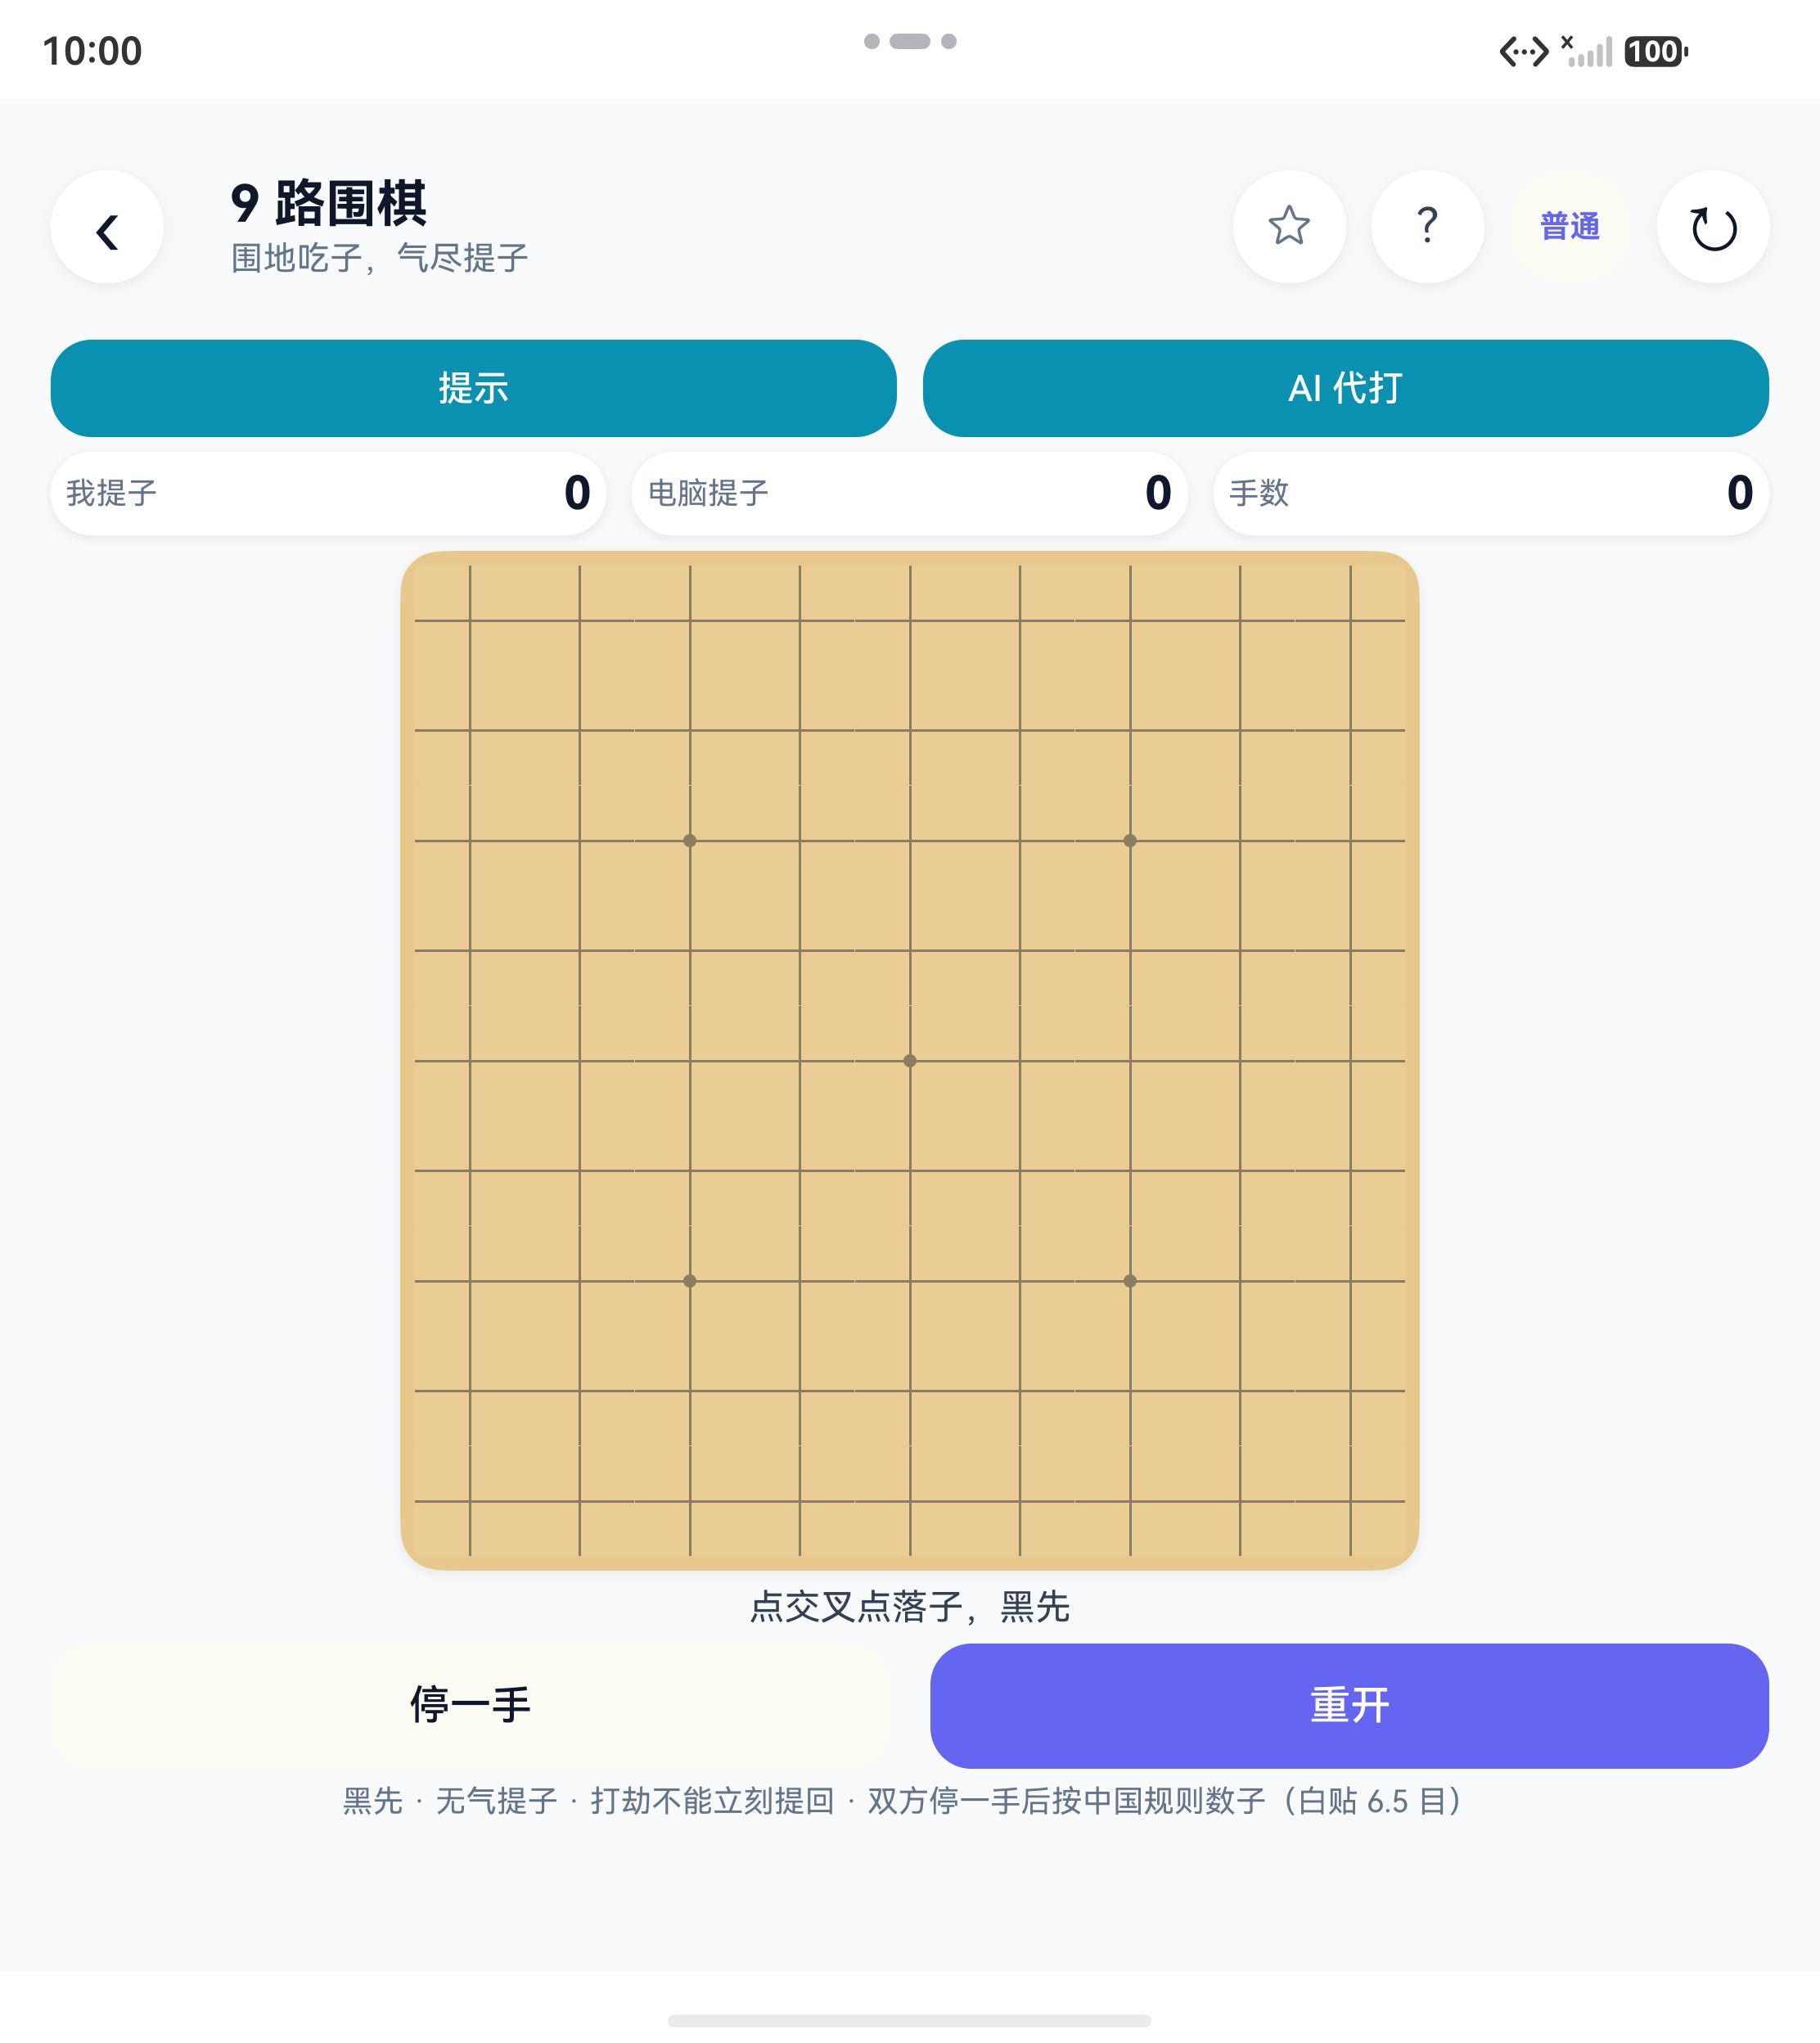 10:00
100
9 路围棋
围地吃子，气尽提子
?
普通
提示
AI 代打
我提子 0
电脑提子 0
手数 0
点交叉点落子，黑先
停一手
重开
黑先 · 无气提子 · 打劫不能立刻提回 · 双方停一手后按中国规则数子（白贴 6.5 目）